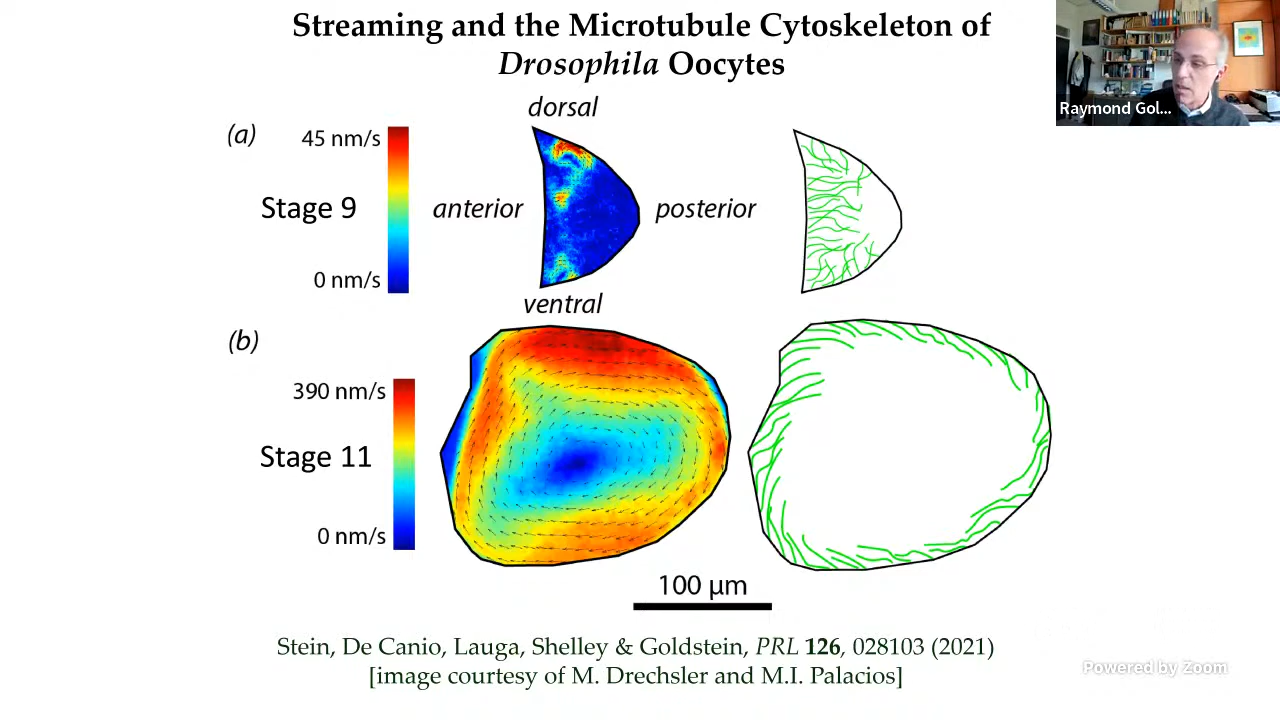 Streaming and the Microtubule Cytoskeleton of
Drosophila Oocytes
Raymond Gol...
dorsal
(a)
45 nm/s
Stage 9
anterior
posterior
0 nm/s
ventral
(b)
390 nm/s
Stage 11
0 nm/s
100 µm
Stein, De Canio, Lauga, Shelley & Goldstein, PRL 126, 028103 (2021)
[image courtesy of M. Drechsler and M.I. Palacios]
Powered by Zoom